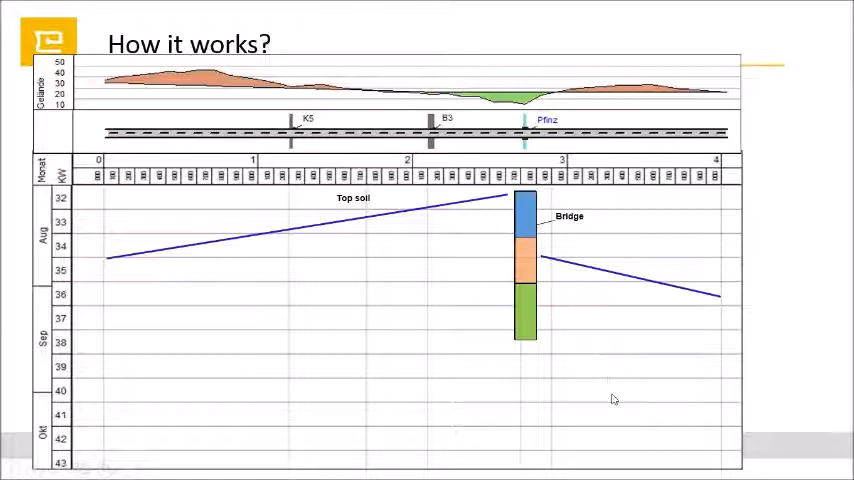 How it works?
50
40
30
20
10
Gelände
K5
B3
Pfinz
0
1
2
3
4
Monat
KW
Top soil
Bridge
Aug
Sep
Okt
32
33
34
35
36
37
38
39
40
41
42
43